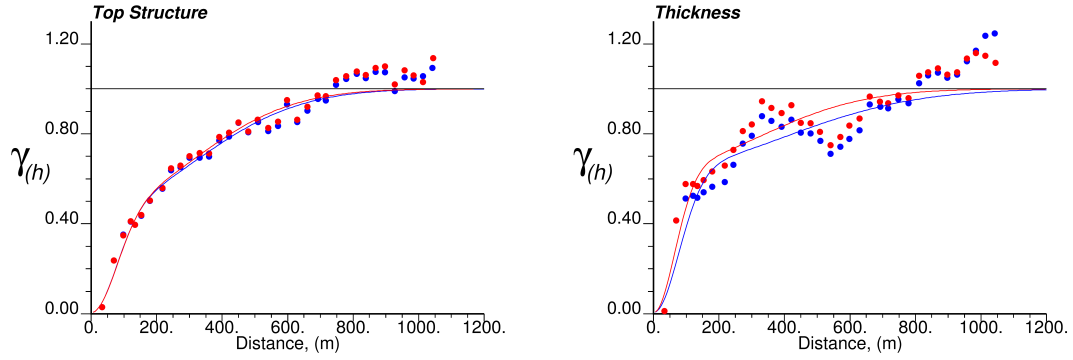 Top Structure
1.20
0.80
0.40
0.00
γ(h)
0. 200. 400. 600. 800. 1000. 1200.
Distance, (m)
Thickness
1.20
0.80
0.40
0.00
γ(h)
0. 200. 400. 600. 800. 1000. 1200.
Distance, (m)